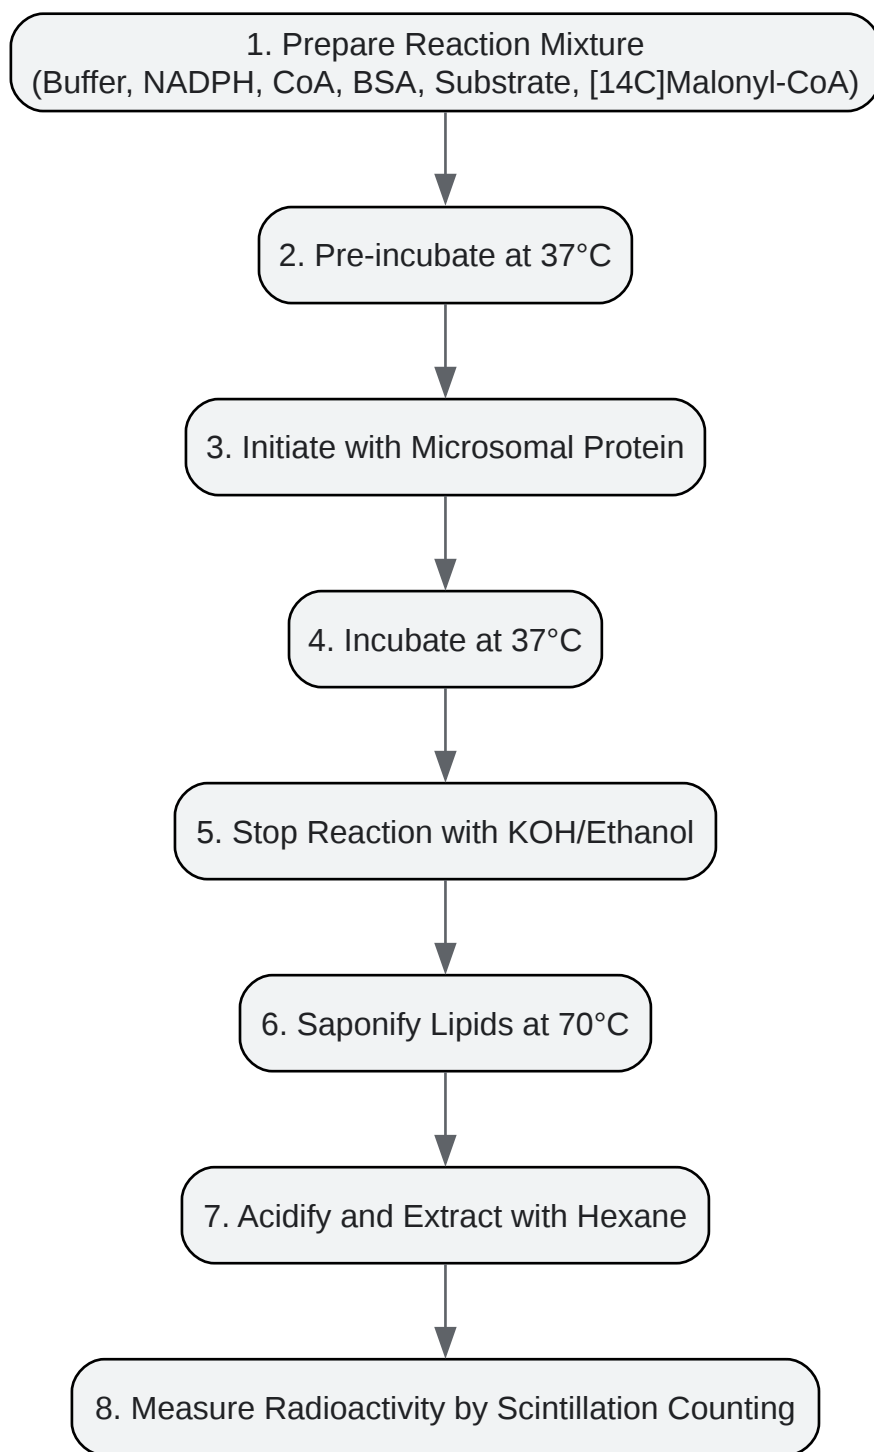 1. Prepare Reaction Mixture
(Buffer, NADPH, CoA, BSA, Substrate, [14C]Malonyl-CoA)
2. Pre-incubate at 37°C
3. Initiate with Microsomal Protein
4. Incubate at 37°C
5. Stop Reaction with KOH/Ethanol
6. Saponify Lipids at 70°C
7. Acidify and Extract with Hexane
8. Measure Radioactivity by Scintillation Counting